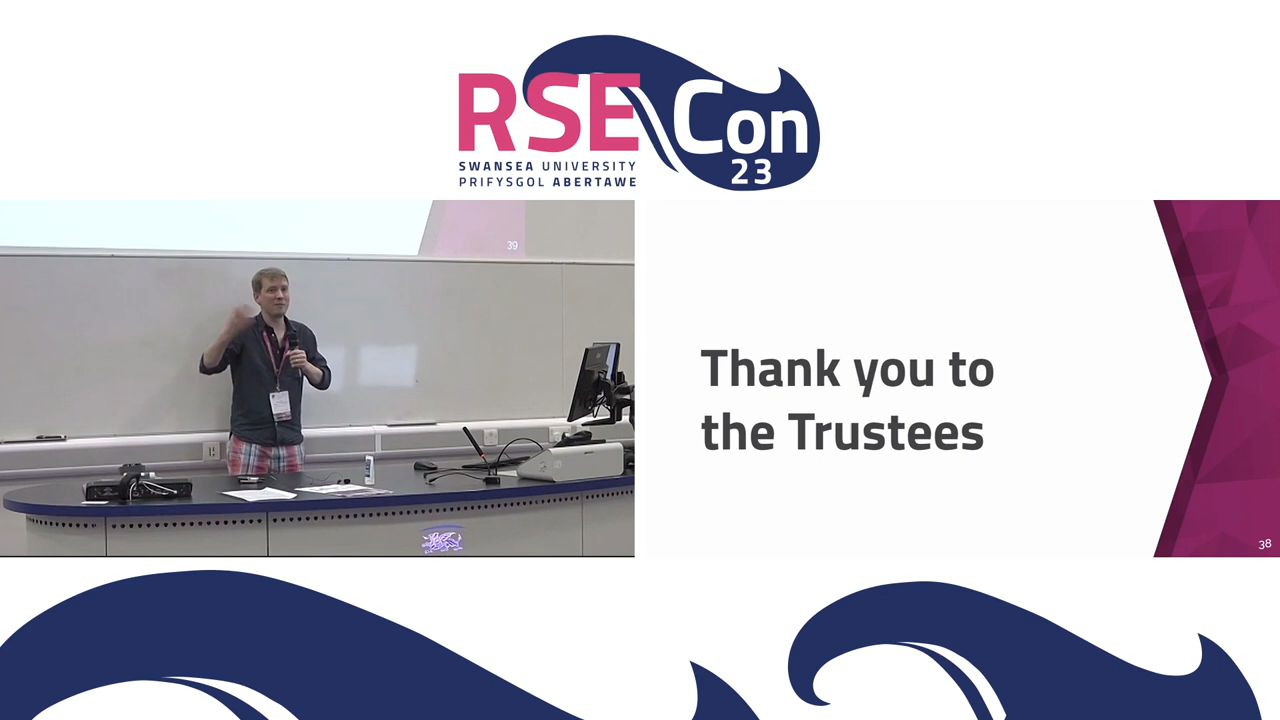 RSE Con
23
SWANSEA UNIVERSITY
PRIFYSGOL ABERTAWE
39
Thank you to
the Trustees
38